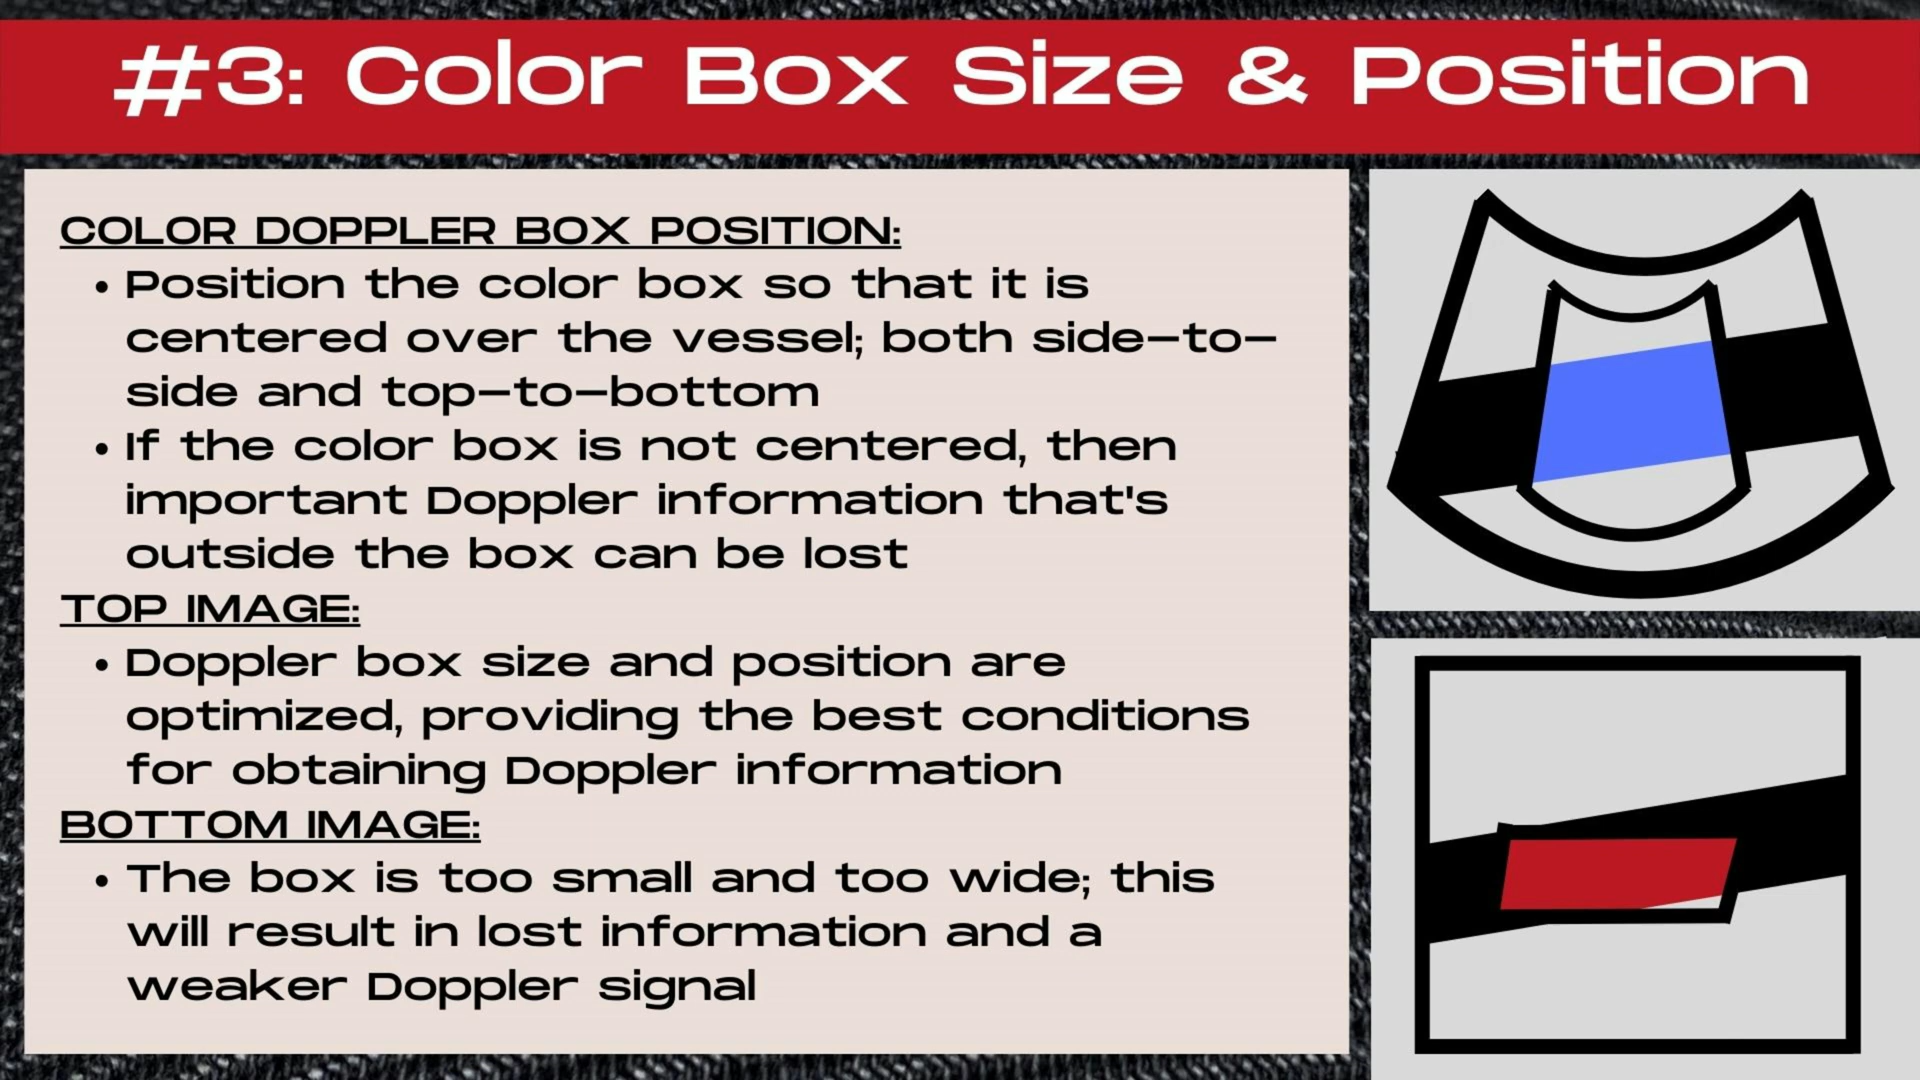 #3: Color Box Size & Position
COLOR DOPPLER BOX POSITION:
• Position the color box so that it is
centered over the vessel; both side-to-
side and top-to-bottom
• If the color box is not centered, then
important Doppler information that's
outside the box can be lost
TOP IMAGE:
• Doppler box size and position are
optimized, providing the best conditions
for obtaining Doppler information
BOTTOM IMAGE:
• The box is too small and too wide; this
will result in lost information and a
weaker Doppler signal